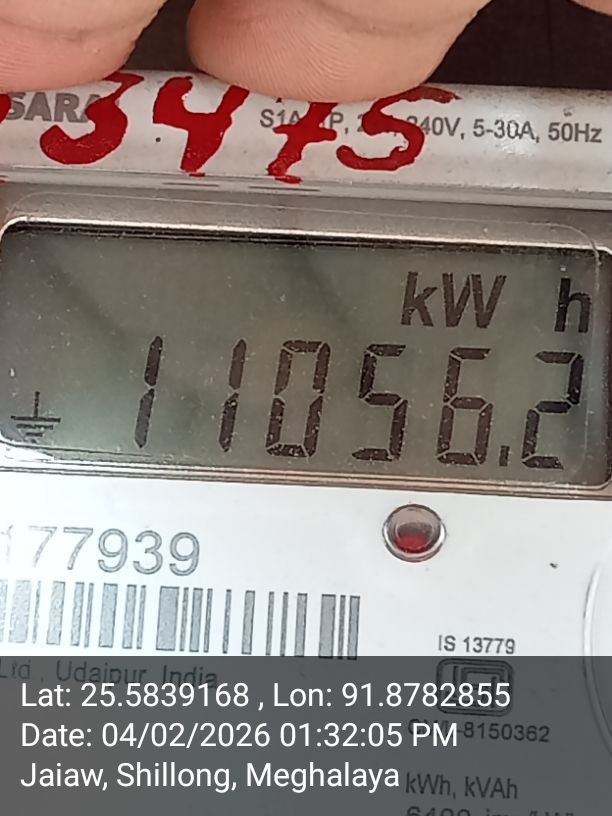 3475
240V, 5-30A, 50Hz
kW h
11056.2
177939
IS 13779
Ltd., Udaipur, India
Lat: 25.5839168 , Lon: 91.8782855
Date: 04/02/2026 01:32:05 PM
8150362
Jaiaw, Shillong, Meghalaya
kWh, kVAh